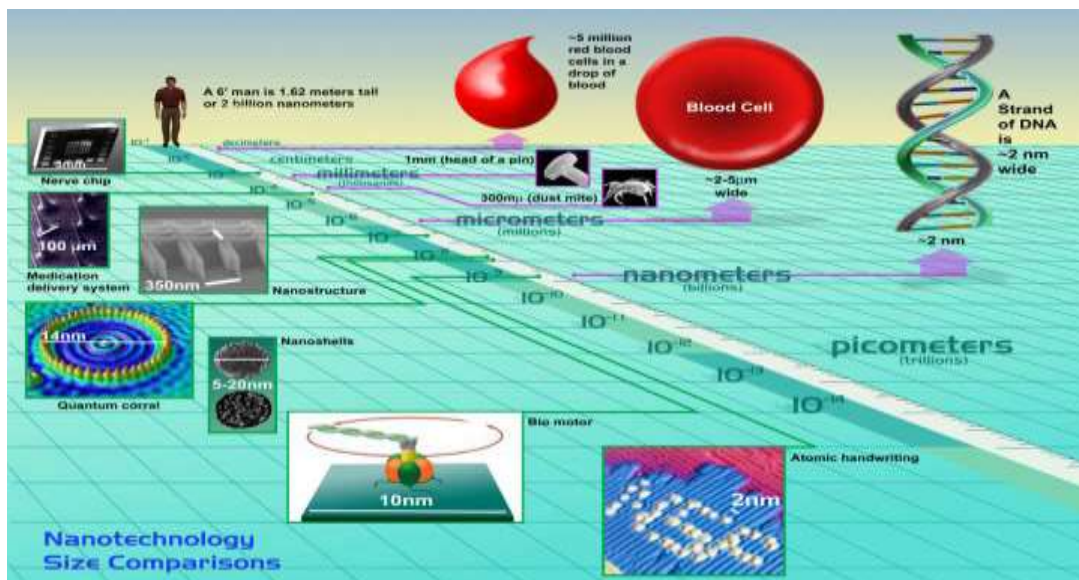 ~5 million
red blood
cells in a
drop of
blood
A 6' man is 1.62 meters tall
or 2 billion nanometers
Blood Cell
A
Strand
of DNA
is
~2 nm
wide
decimeters
centimeters
1mm (head of a pin)
millimeters
(thousands)
3mm
Nerve chip
300mµ (dust mite)
~2-5µm
wide
micrometers
(millions)
100 µm
Medication
delivery system
350nm
Nanostructure
~2 nm
nanometers
(billions)
10-10
10-11
10-12
10-13
10-14
picometers
(trillions)
14nm
Quantum corral
Nanoshells
5-20nm
Bio motor
10nm
Atomic handwriting
2nm
Nanotechnology
Size Comparisons